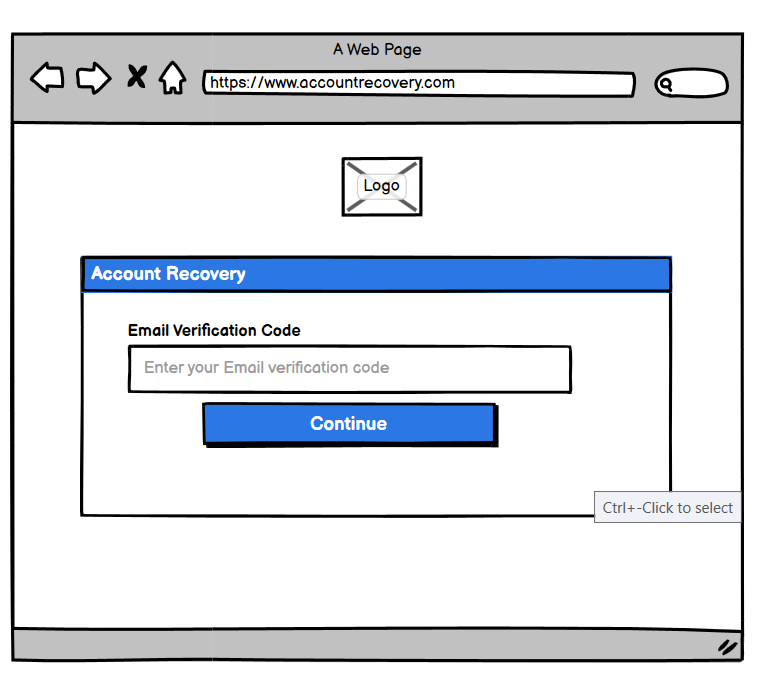 A Web Page
https://www.accountrecovery.com
Logo
Account Recovery
Email Verification Code
Enter your Email verification code
Continue
Ctrl+-Click to select